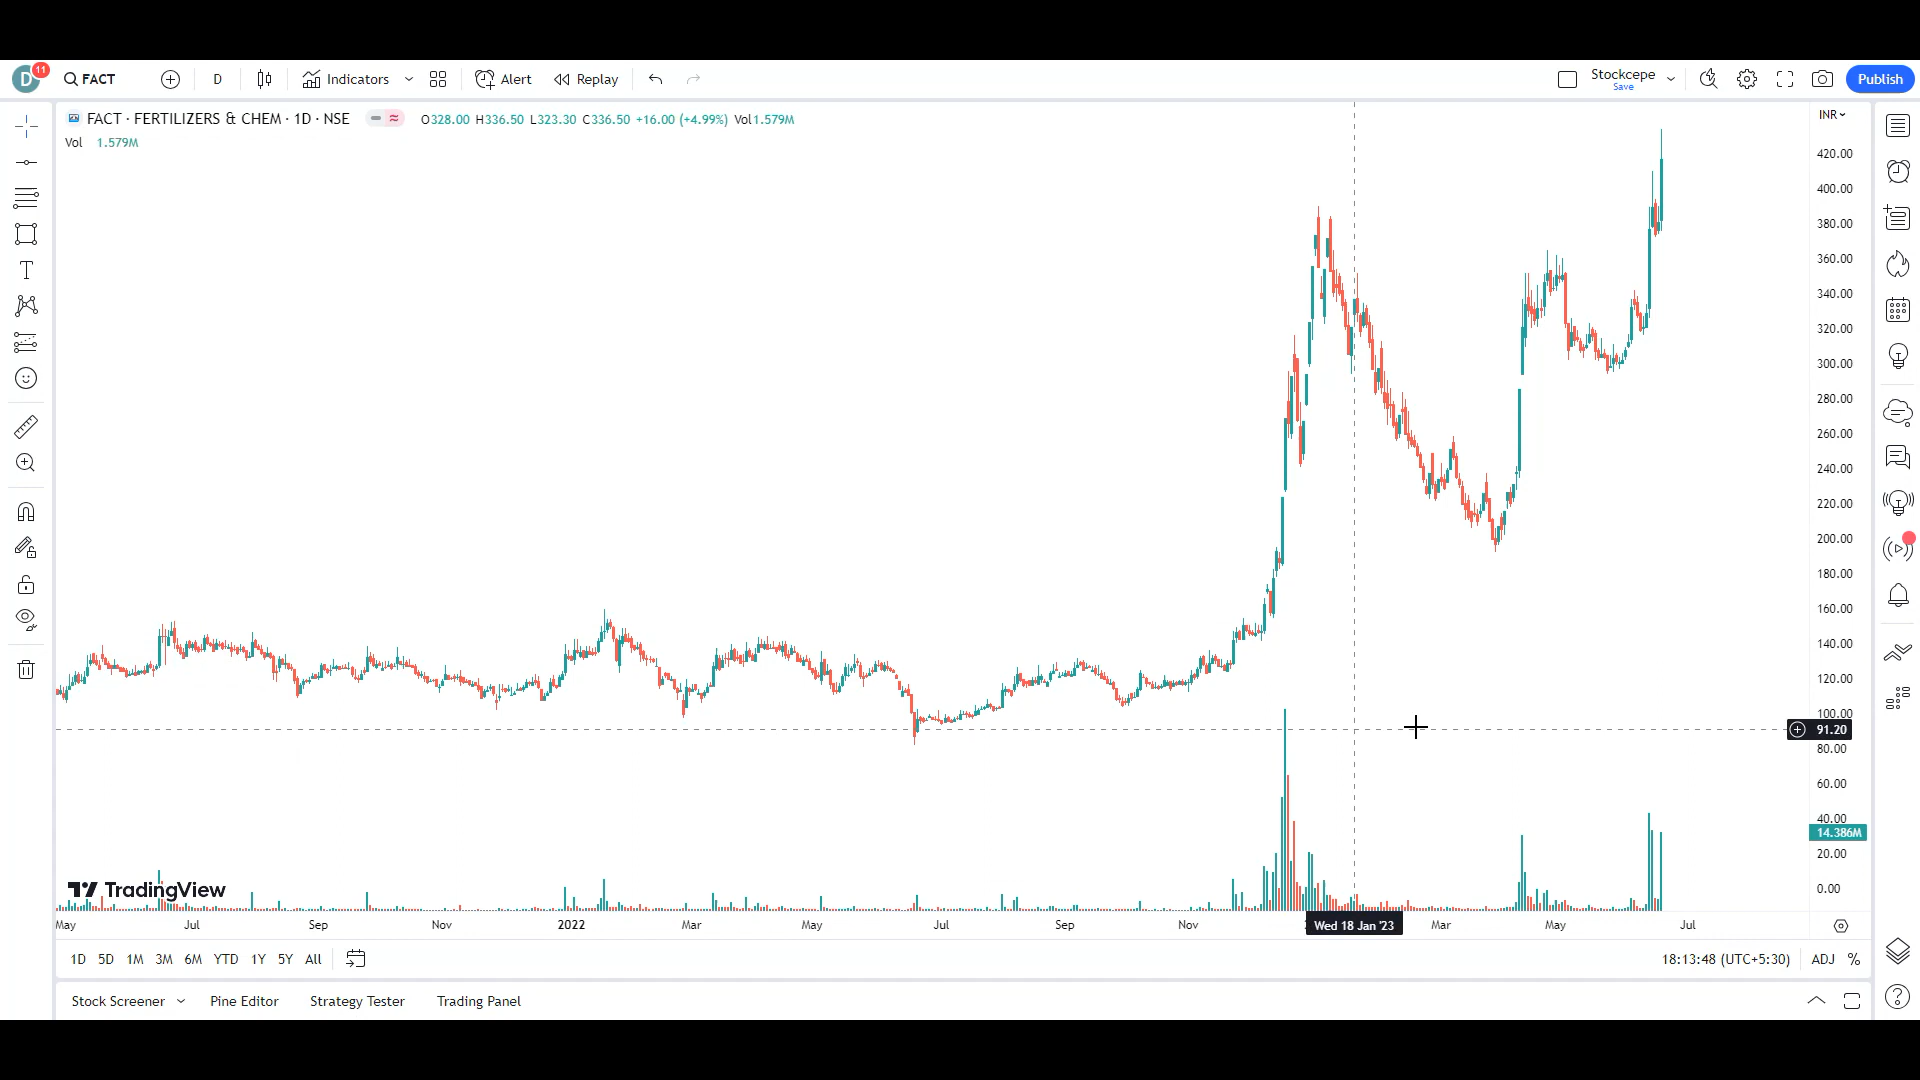 D 11 FACT D Indicators Alert Replay Stockcepe Save Publish
FACT · FERTILIZERS & CHEM · 1D · NSE O328.00 H336.50 L323.30 C336.50 +16.00 (+4.99%) Vol1.579M INR
Vol 1.579M
420.00
400.00
380.00
360.00
340.00
320.00
300.00
280.00
260.00
240.00
220.00
200.00
180.00
160.00
140.00
120.00
100.00
91.20
80.00
60.00
40.00
14.386M
20.00
TradingView 0.00
May Jul Sep Nov 2022 Mar May Jul Sep Nov Wed 18 Jan '23 Mar May Jul
1D 5D 1M 3M 6M YTD 1Y 5Y All 18:13:48 (UTC+5:30) ADJ %
Stock Screener Pine Editor Strategy Tester Trading Panel